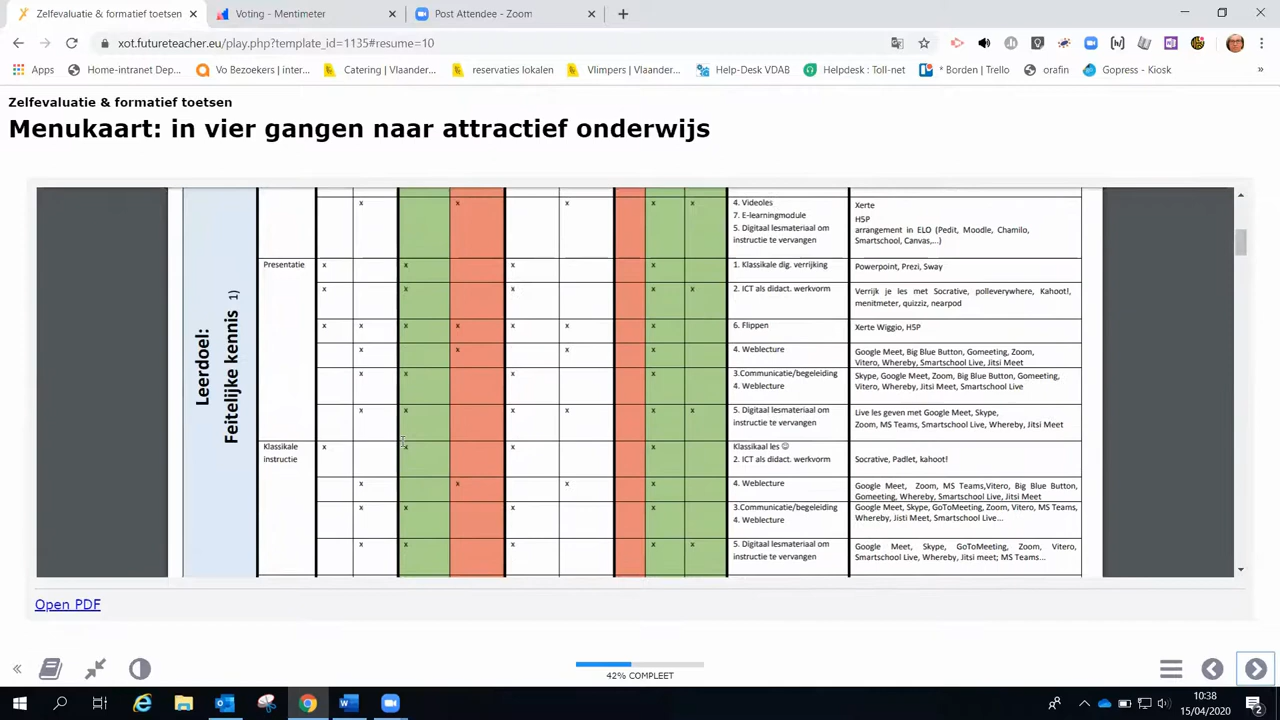 Zelfevaluatie & formatief toetsen
Voting - Mentimeter
Post Attendee - Zoom
xot.futureteacher.eu/play.php?template_id=1135#resume=10
Apps
Home-intranet Dep...
Vo Bezoekers | inter...
Catering | Vlaander...
reservaties lokalen
Vlimpers | Vlaander...
Help-Desk VDAB
Helpdesk : Toll-net
* Borden | Trello
orafin
Gopress - Kiosk
Zelfevaluatie & formatief toetsen
Menukaart: in vier gangen naar attractief onderwijs
Leerdoel:
Feitelijke kennis 1)
x x x x x 4. Videoles
7. E-learningmodule
5. Digitaal lesmateriaal om
instructie te vervangen
Xerte
H5P
arrangement in ELO (Pedit, Moodle, Chamilo,
Smartschool, Canvas,...)
Presentatie x x x x 1. Klassikale dig. verrijking Powerpoint, Prezi, Sway
x x x x 2. ICT als didact. werkvorm Verrijk je les met Socrative, polleverywhere, Kahoot!,
menitmeter, quizziz, nearpod
x x x x x x x 6. Flippen Xerte Wiggio, H5P
x x x x 4. Weblecture Google Meet, Big Blue Button, Gomeeting, Zoom,
Vitero, Whereby, Smartschool Live, Jitsi Meet
x x x x 3.Communicatie/begeleiding
4. Weblecture
Skype, Google Meet, Zoom, Big Blue Button, Gomeeting,
Vitero, Whereby, Jitsi Meet, Smartschool Live
x x x x x x 5. Digitaal lesmateriaal om
instructie te vervangen
Live les geven met Google Meet, Skype,
Zoom, MS Teams, Smartschool Live, Whereby, Jitsi Meet
Klassikale
instructie
x x x x Klassikaal les ☺
2. ICT als didact. werkvorm
Socrative, Padlet, kahoot!
x x x x 4. Weblecture Google Meet, Zoom, MS Teams,Vitero, Big Blue Button,
Gomeeting, Whereby, Smartschool Live, Jitsi Meet
x x x x 3.Communicatie/begeleiding
4. Weblecture
Google Meet, Skype, GoToMeeting, Zoom, Vitero, MS Teams,
Whereby, Jisti Meet, Smartschool Live...
x x x x x 5. Digitaal lesmateriaal om
instructie te vervangen
Google Meet, Skype, GoToMeeting, Zoom, Vitero,
Smartschool Live, Whereby, Jitsi meet; MS Teams...
Open PDF
42% COMPLEET
10:38
15/04/2020
2